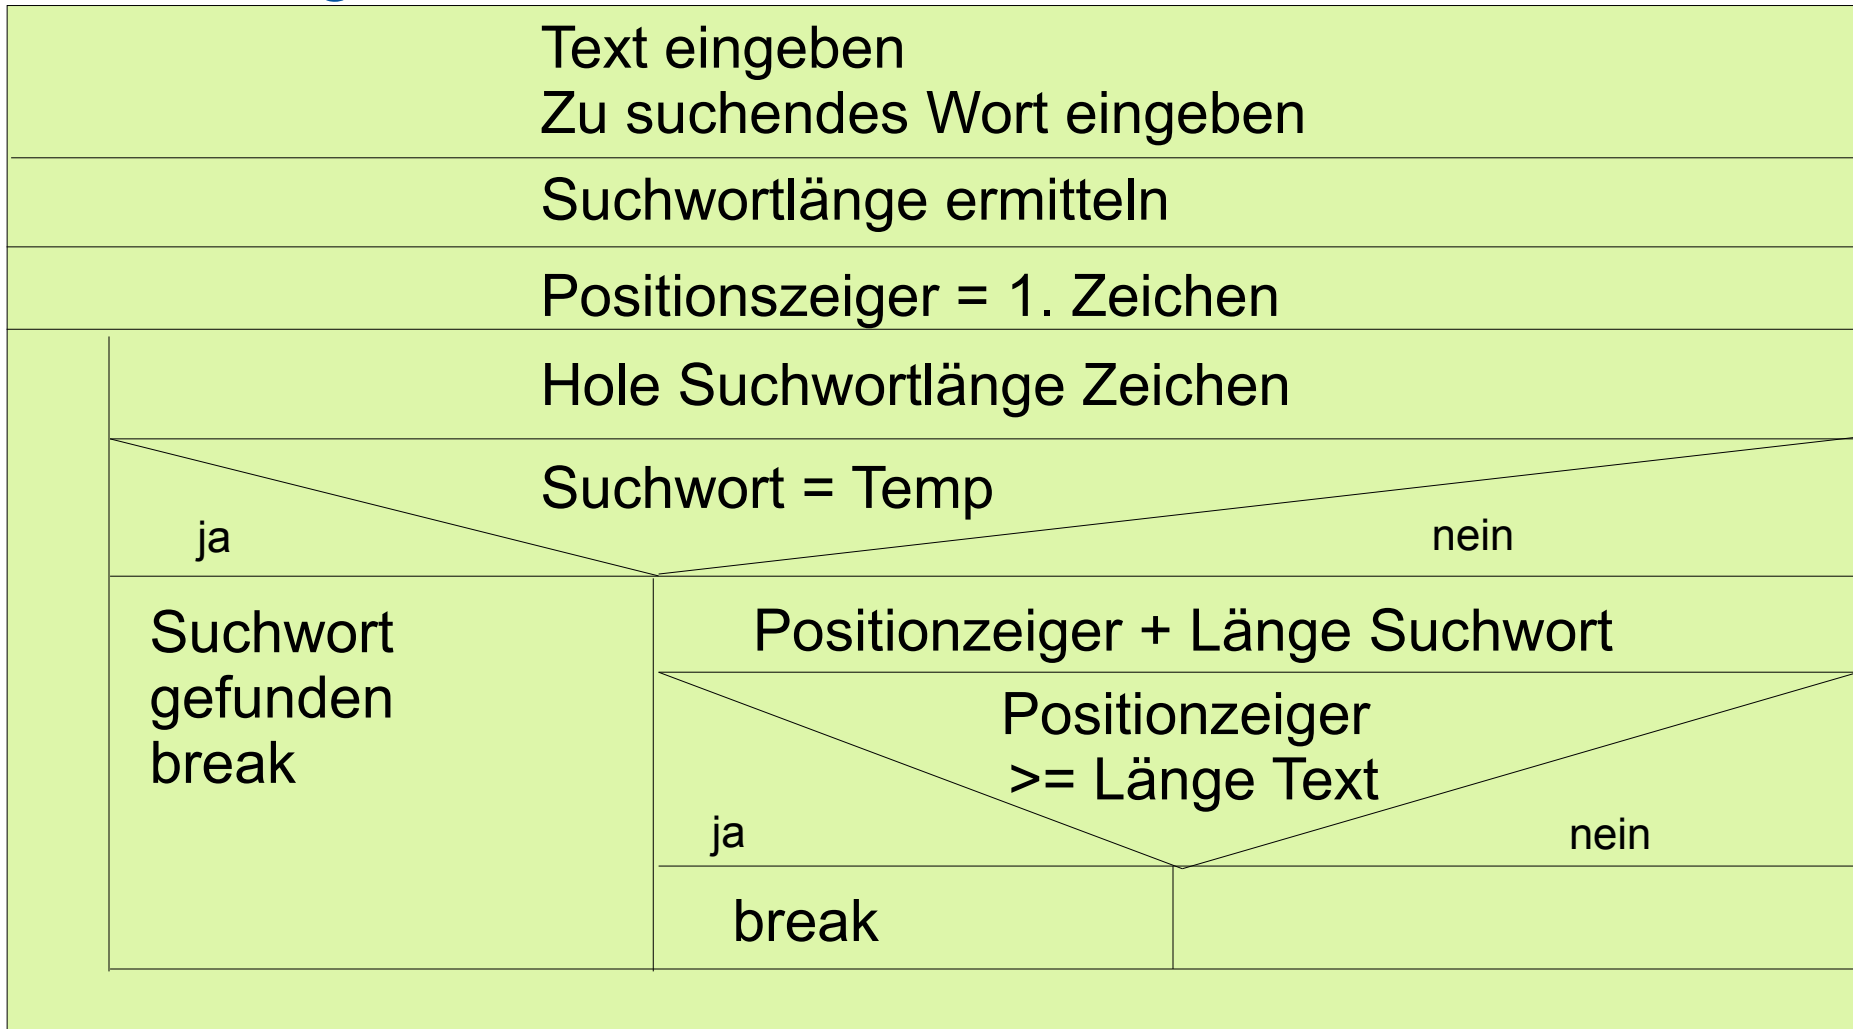 Text eingeben
Zu suchendes Wort eingeben
Suchwortlänge ermitteln
Positionszeiger = 1. Zeichen
Hole Suchwortlänge Zeichen
Suchwort = Temp
ja
nein
Suchwort
gefunden
break
Positionzeiger + Länge Suchwort
Positionzeiger
>= Länge Text
ja
nein
break